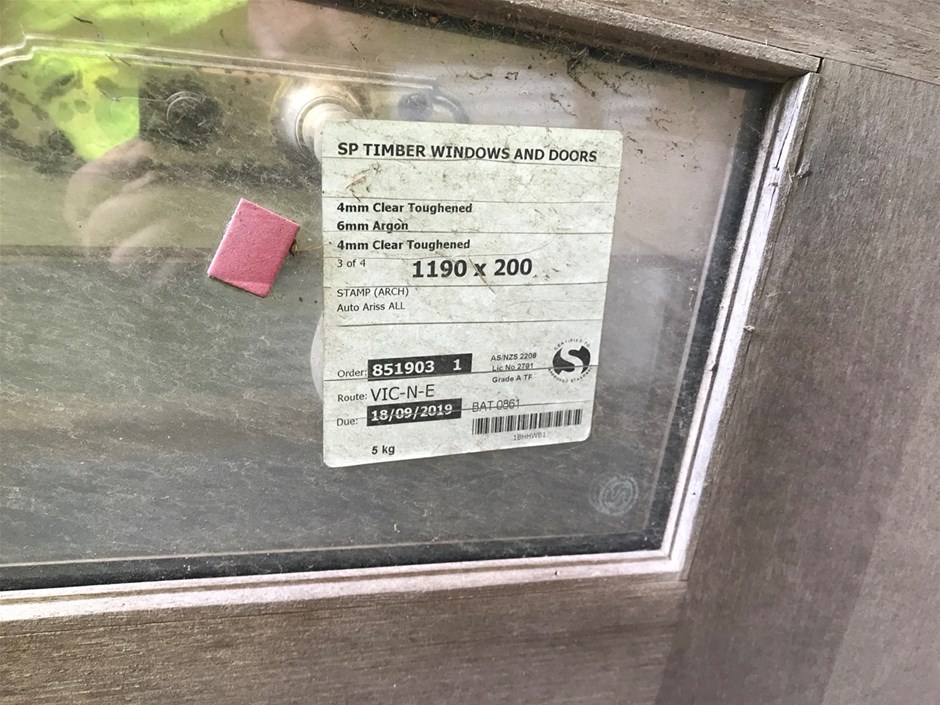 SP TIMBER WINDOWS AND DOORS
4mm Clear Toughened
6mm Argon
4mm Clear Toughened
3 of 4 1190 x 200
STAMP (ARCH)
Auto Ariss ALL
Order: 851903 1
AS/NZS 2208
Lic No 2781
Grade A TF
Route: VIC-N-E
Due: 18/09/2019
BAT 0861
5 kg